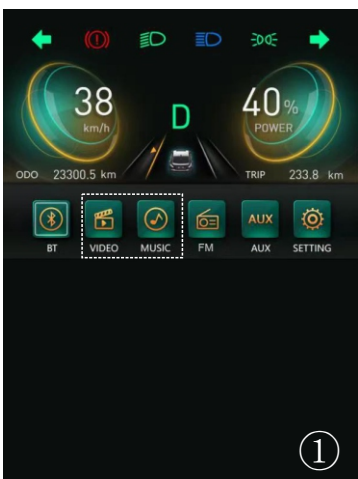 38
km/h
D
40%
POWER
ODO 23300.5 km
TRIP 233.8 km
AUX
BT
VIDEO
MUSIC
FM
AUX
SETTING
①